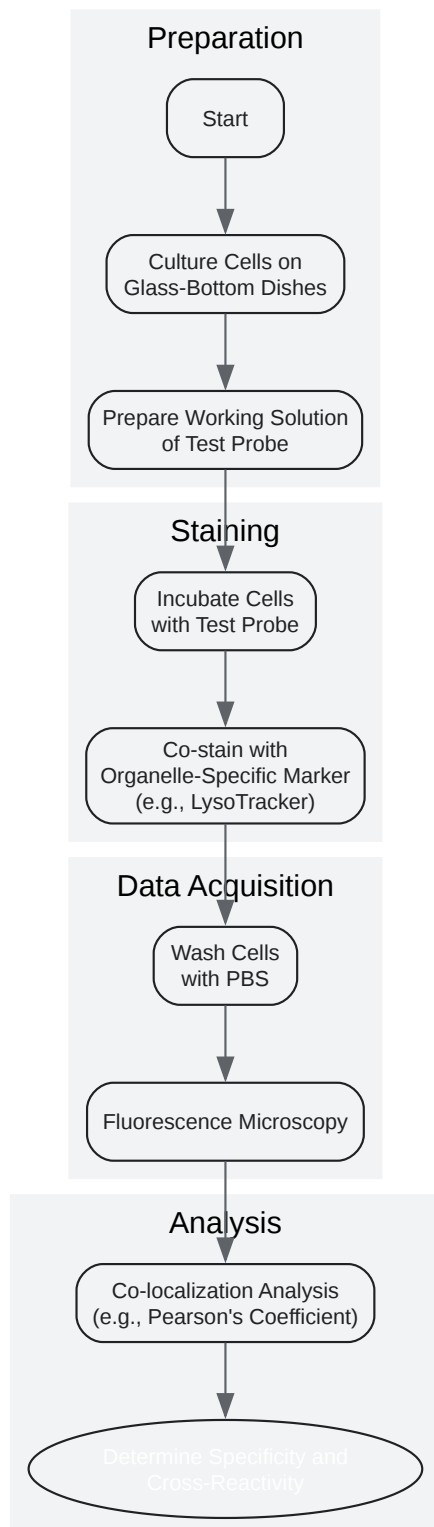 Preparation
Start
Culture Cells on
Glass-Bottom Dishes
Prepare Working Solution
of Test Probe
Staining
Incubate Cells
with Test Probe
Co-stain with
Organelle-Specific Marker
(e.g., LysoTracker)
Data Acquisition
Wash Cells
with PBS
Fluorescence Microscopy
Analysis
Co-localization Analysis
(e.g., Pearson's Coefficient)
Determine Specificity and
Cross-Reactivity